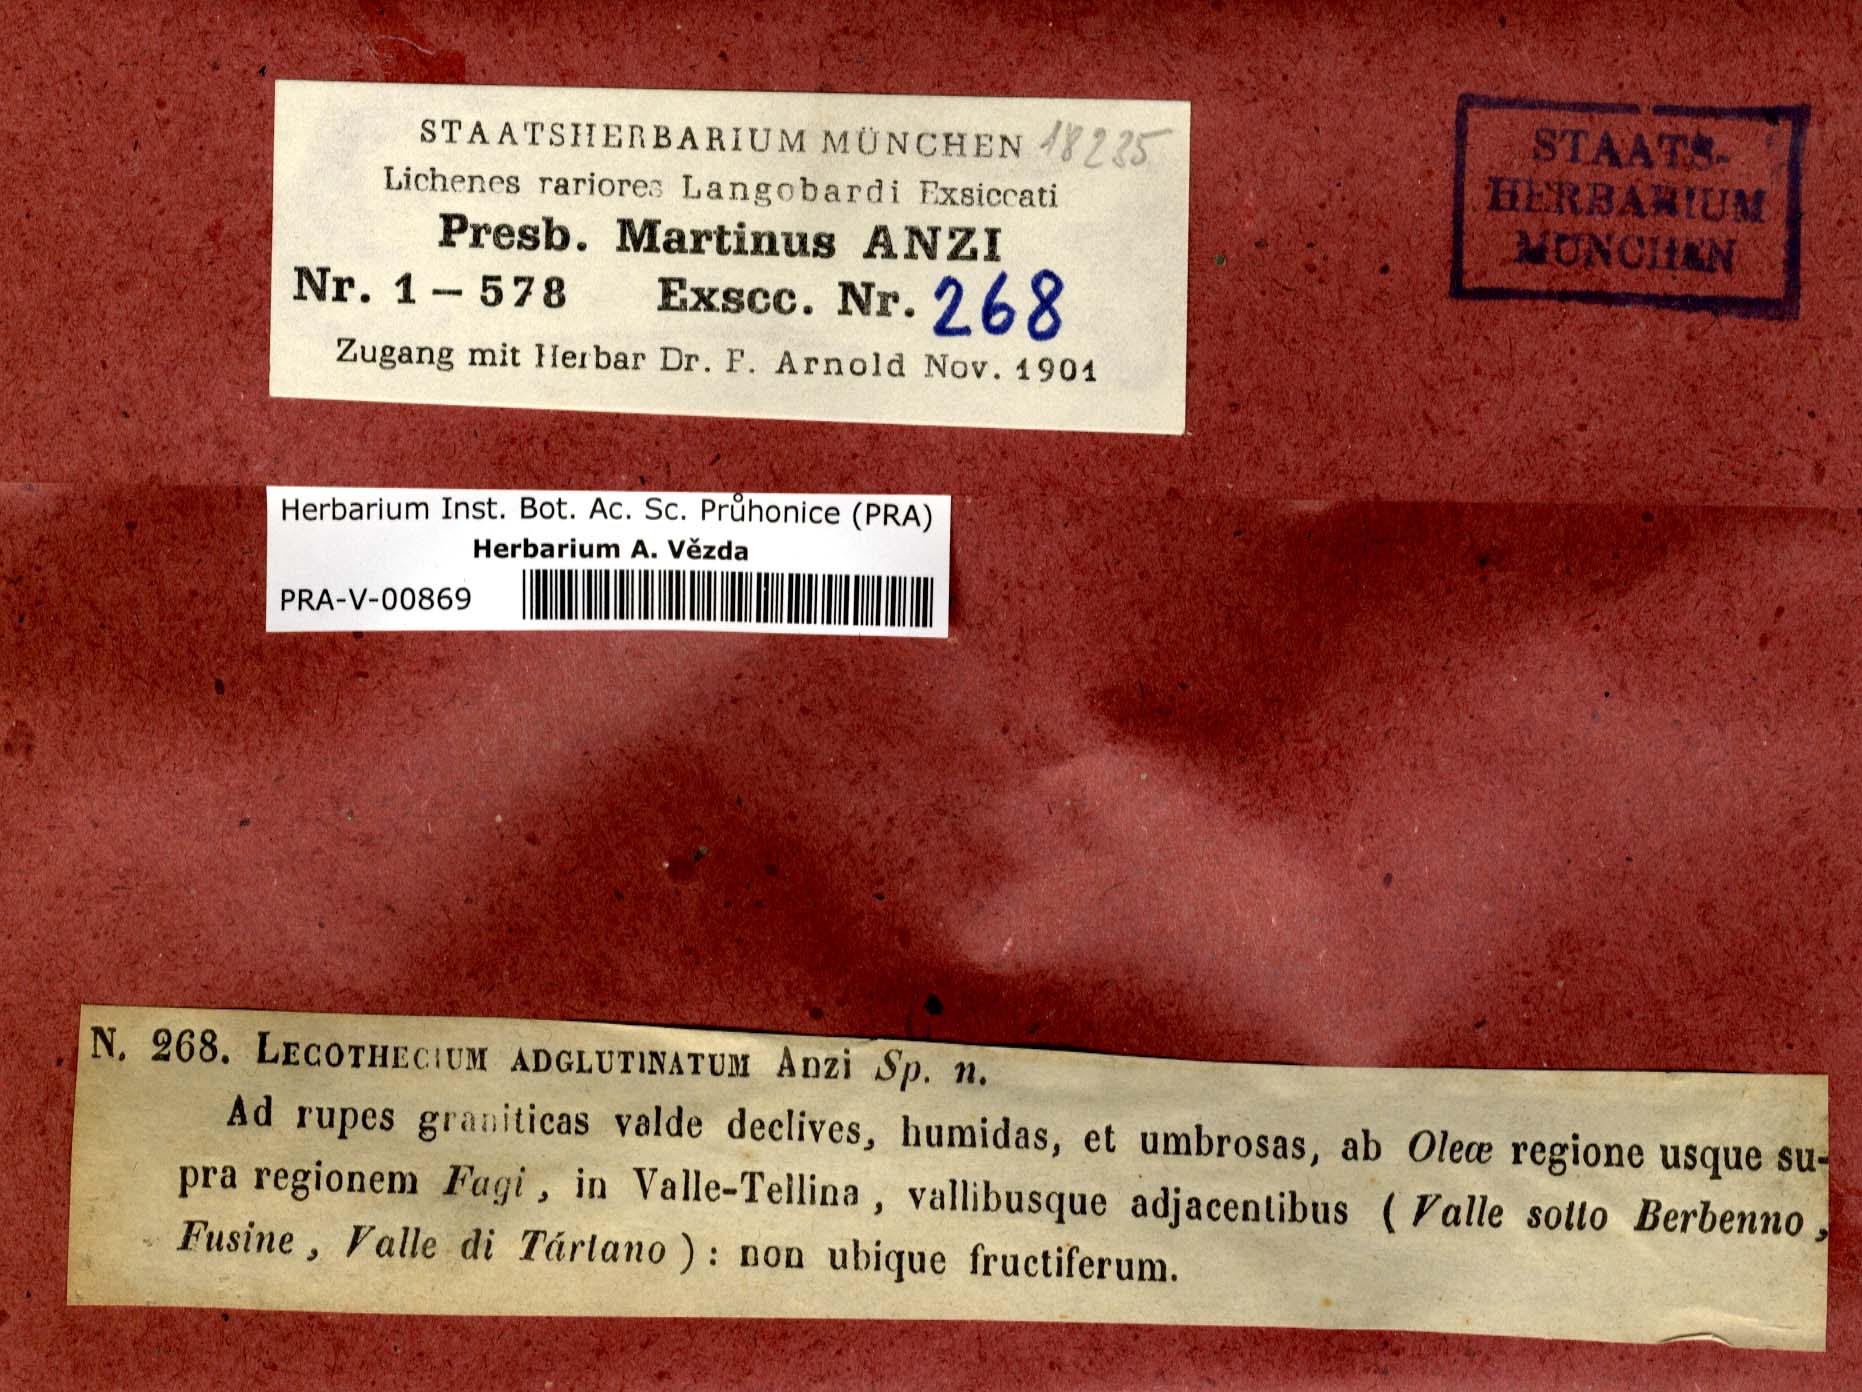 STAATSHERBARIUM MÜNCHEN 18235
Lichenes rariores Langobardi Exsiccati
Presb. Martinus ANZI
Nr. 1 – 578 Exscc. Nr. 268
Zugang mit Herbar Dr. F. Arnold Nov. 1901
STAATS-
HERBARIUM
MÜNCHEN
Herbarium Inst. Bot. Ac. Sc. Průhonice (PRA)
Herbarium A. Vězda
PRA-V-00869
N. 268. LECOTHECIUM ADGLUTINATUM Anzi Sp. n.
Ad rupes graniticas valde declives, humidas, et umbrosas, ab Oleæ regione usque su-
pra regionem Fagi, in Valle-Tellina, vallibusque adjacentibus (Valle sotto Berbenno,
Fusine, Valle di Tártano): non ubique fructiferum.